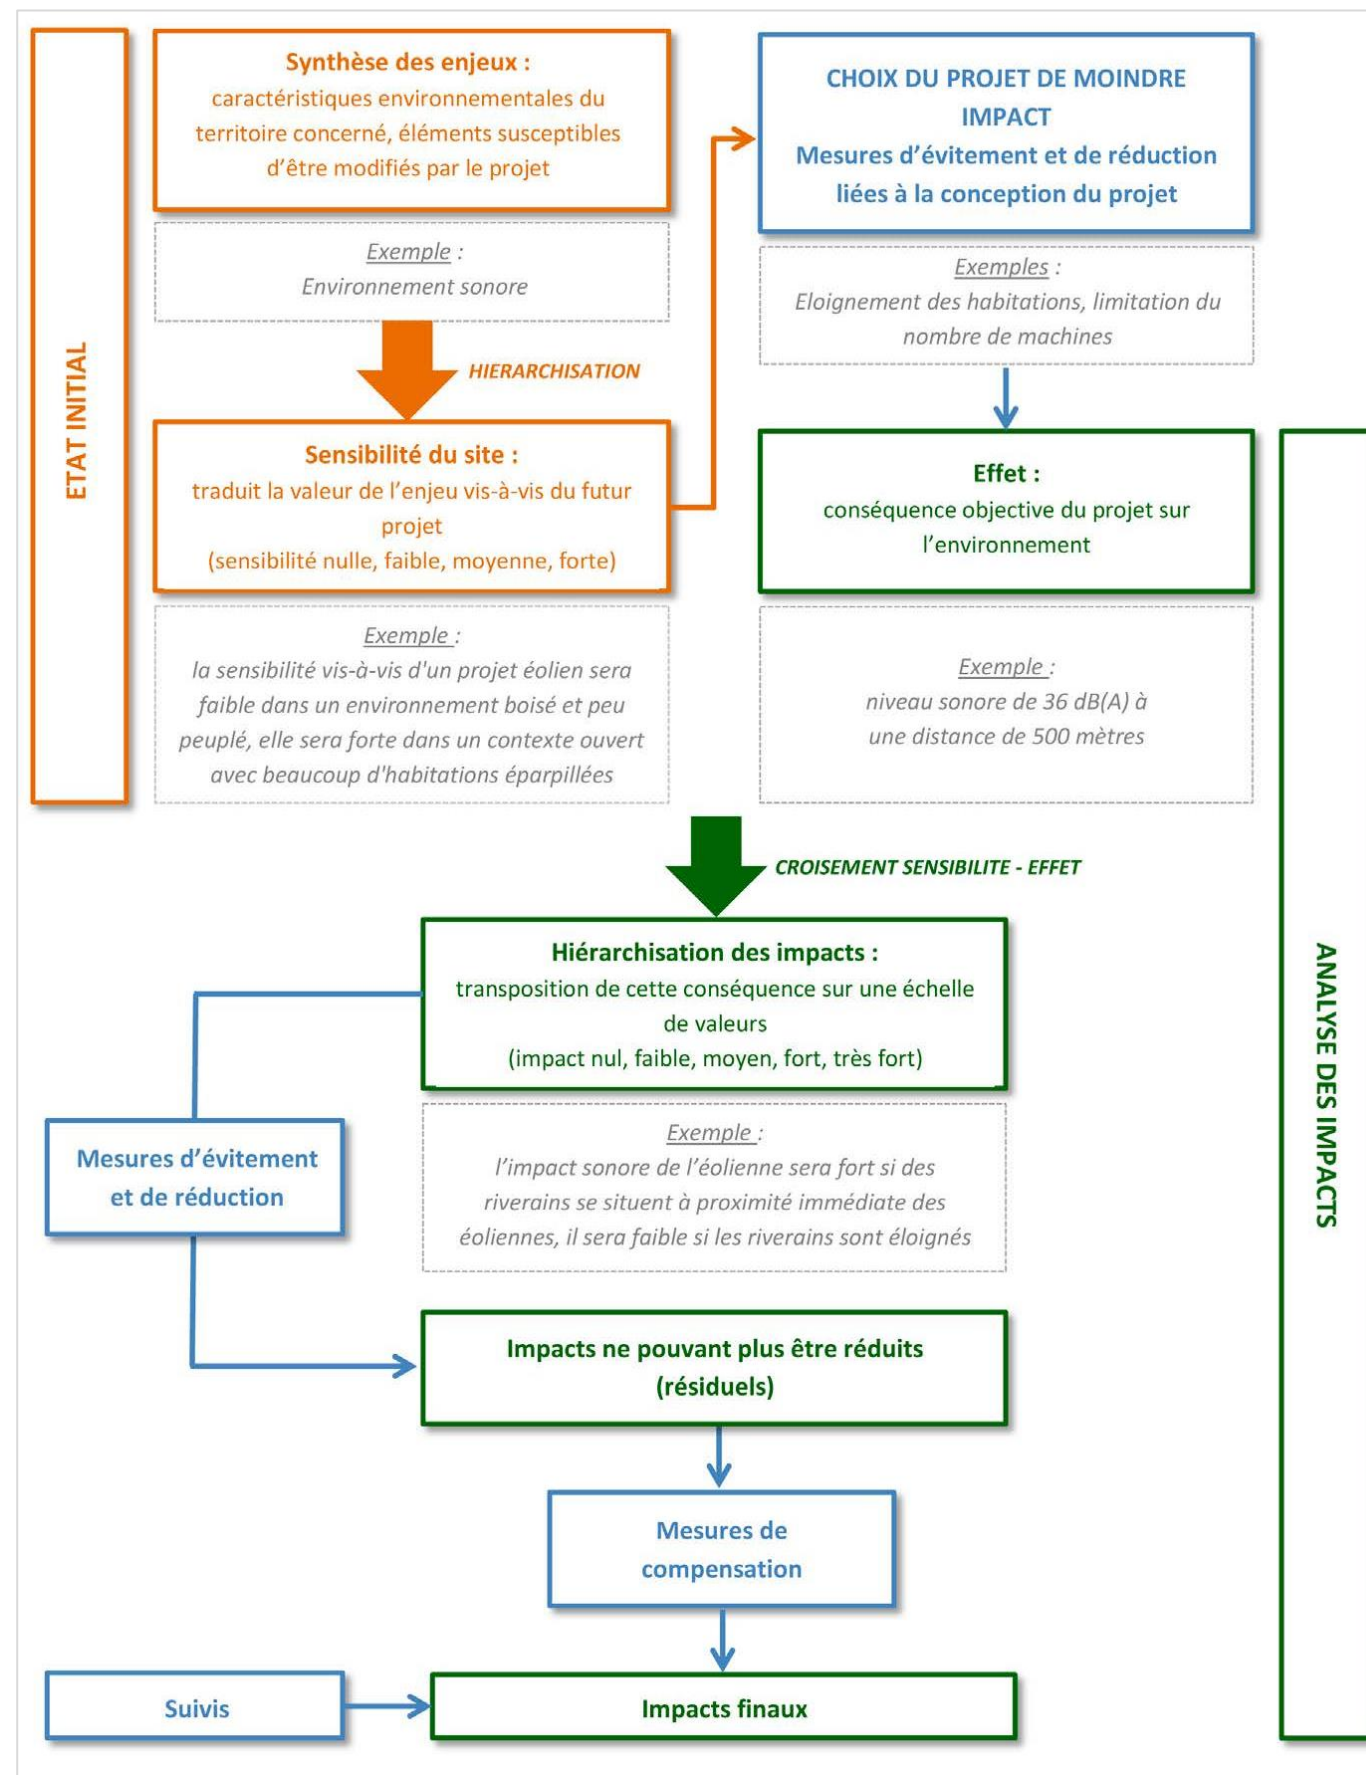 ETAT INITIAL
Synthèse des enjeux :
caractéristiques environnementales du
territoire concerné, éléments susceptibles
d’être modifiés par le projet
Exemple :
Environnement sonore
HIERARCHISATION
Sensibilité du site :
traduit la valeur de l’enjeu vis-à-vis du futur
projet
(sensibilité nulle, faible, moyenne, forte)
Exemple :
la sensibilité vis-à-vis d'un projet éolien sera
faible dans un environnement boisé et peu
peuplé, elle sera forte dans un contexte ouvert
avec beaucoup d'habitations éparpillées
CHOIX DU PROJET DE MOINDRE
IMPACT
Mesures d’évitement et de réduction
liées à la conception du projet
Exemples :
Eloignement des habitations, limitation du
nombre de machines
Effet :
conséquence objective du projet sur
l’environnement
Exemple :
niveau sonore de 36 dB(A) à
une distance de 500 mètres
CROISEMENT SENSIBILITE - EFFET
ANALYSE DES IMPACTS
Hiérarchisation des impacts :
transposition de cette conséquence sur une échelle
de valeurs
(impact nul, faible, moyen, fort, très fort)
Exemple :
l’impact sonore de l’éolienne sera fort si des
riverains se situent à proximité immédiate des
éoliennes, il sera faible si les riverains sont éloignés
Mesures d’évitement
et de réduction
Impacts ne pouvant plus être réduits
(résiduels)
Mesures de
compensation
Suivis
Impacts finaux